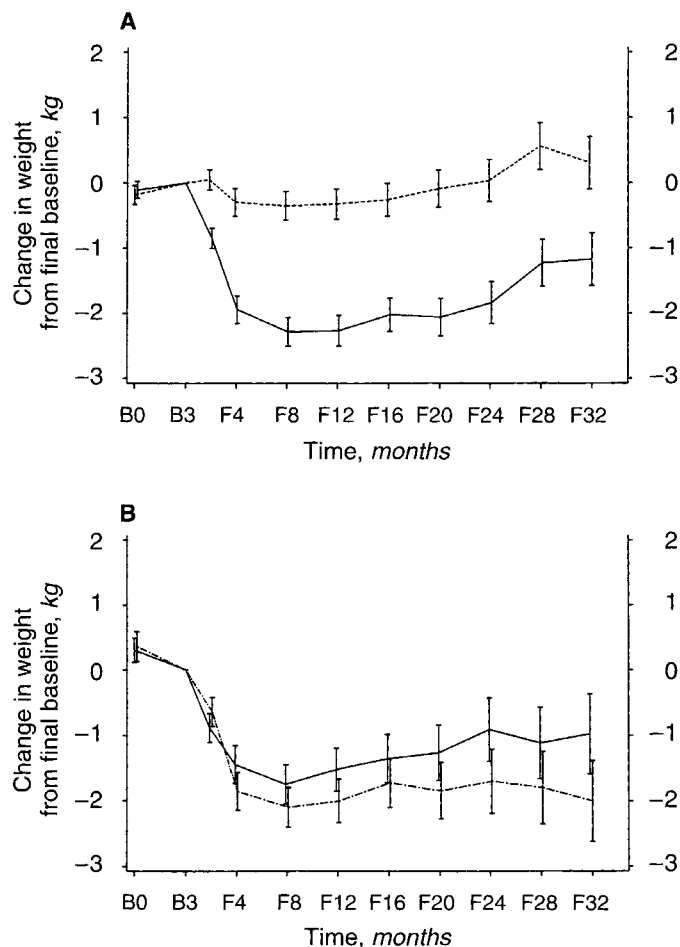 A
2 2
1 1
0 0
−1 −1
−2 −2
−3 −3
Change in weight
from final baseline, kg
B0 B3 F4 F8 F12 F16 F20 F24 F28 F32
Time, months
B
2 2
1 1
0 0
−1 −1
−2 −2
−3 −3
Change in weight
from final baseline, kg
B0 B3 F4 F8 F12 F16 F20 F24 F28 F32
Time, months